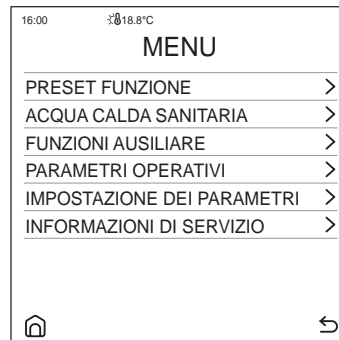 16:00 18.8°C
MENU
PRESET FUNZIONE
ACQUA CALDA SANITARIA
FUNZIONI AUSILIARE
PARAMETRI OPERATIVI
IMPOSTAZIONE DEI PARAMETRI
INFORMAZIONI DI SERVIZIO